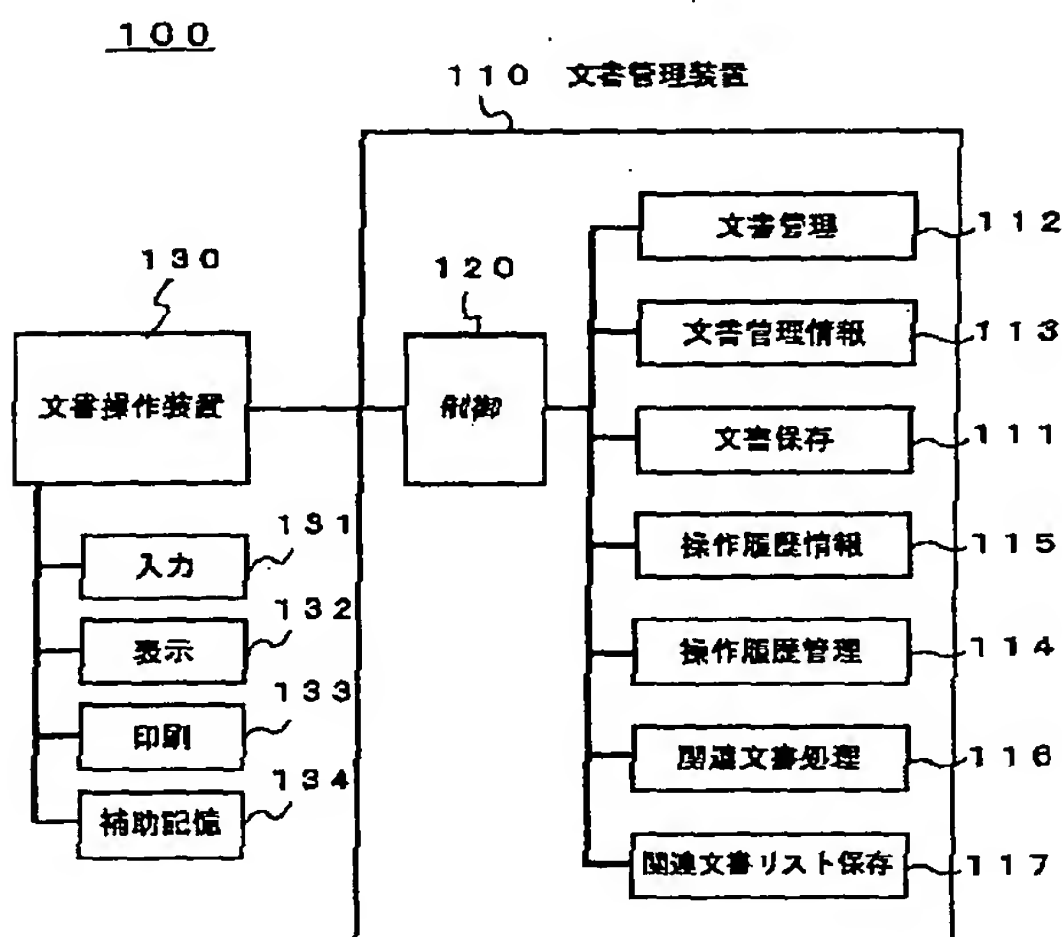 １００
１１０ 文書管理装置
文書管理 １１２
１３０
１２０
文書管理情報 １１３
文書操作装置
制御
文書保存 １１１
１３１
入力
操作履歴情報 １１５
１３２
表示
操作履歴管理 １１４
１３３
印刷
関連文書処理 １１６
１３４
補助記憶
関連文書リスト保存 １１７